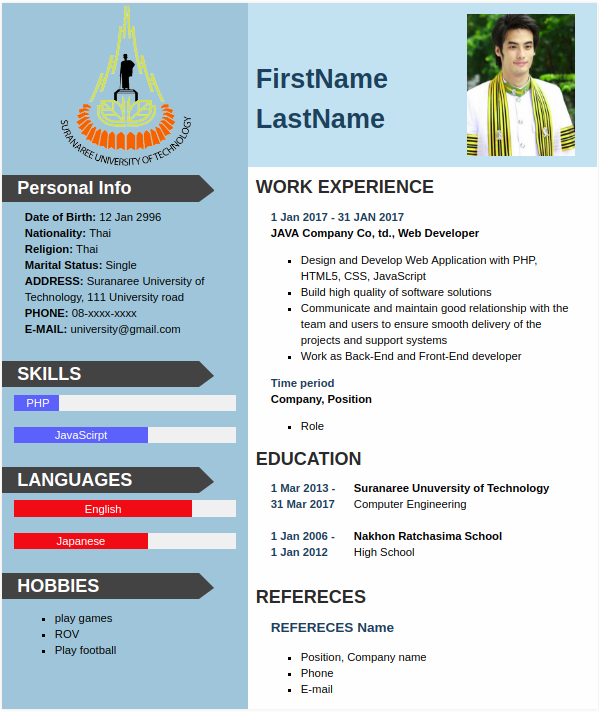 SURANAREE UNIVERSITY OF TECHNOLOGY
FirstName
LastName
Personal Info
Date of Birth: 12 Jan 2996
Nationality: Thai
Religion: Thai
Marital Status: Single
ADDRESS: Suranaree University of
Technology, 111 University road
PHONE: 08-xxxx-xxxx
E-MAIL: university@gmail.com
SKILLS
PHP
JavaScirpt
LANGUAGES
English
Japanese
HOBBIES
play games
ROV
Play football
WORK EXPERIENCE
1 Jan 2017 - 31 JAN 2017
JAVA Company Co, td., Web Developer
Design and Develop Web Application with PHP,
HTML5, CSS, JavaScript
Build high quality of software solutions
Communicate and maintain good relationship with the
team and users to ensure smooth delivery of the
projects and support systems
Work as Back-End and Front-End developer
Time period
Company, Position
Role
EDUCATION
1 Mar 2013 - Suranaree Unuversity of Technology
31 Mar 2017 Computer Engineering
1 Jan 2006 - Nakhon Ratchasima School
1 Jan 2012 High School
REFERECES
REFERECES Name
Position, Company name
Phone
E-mail